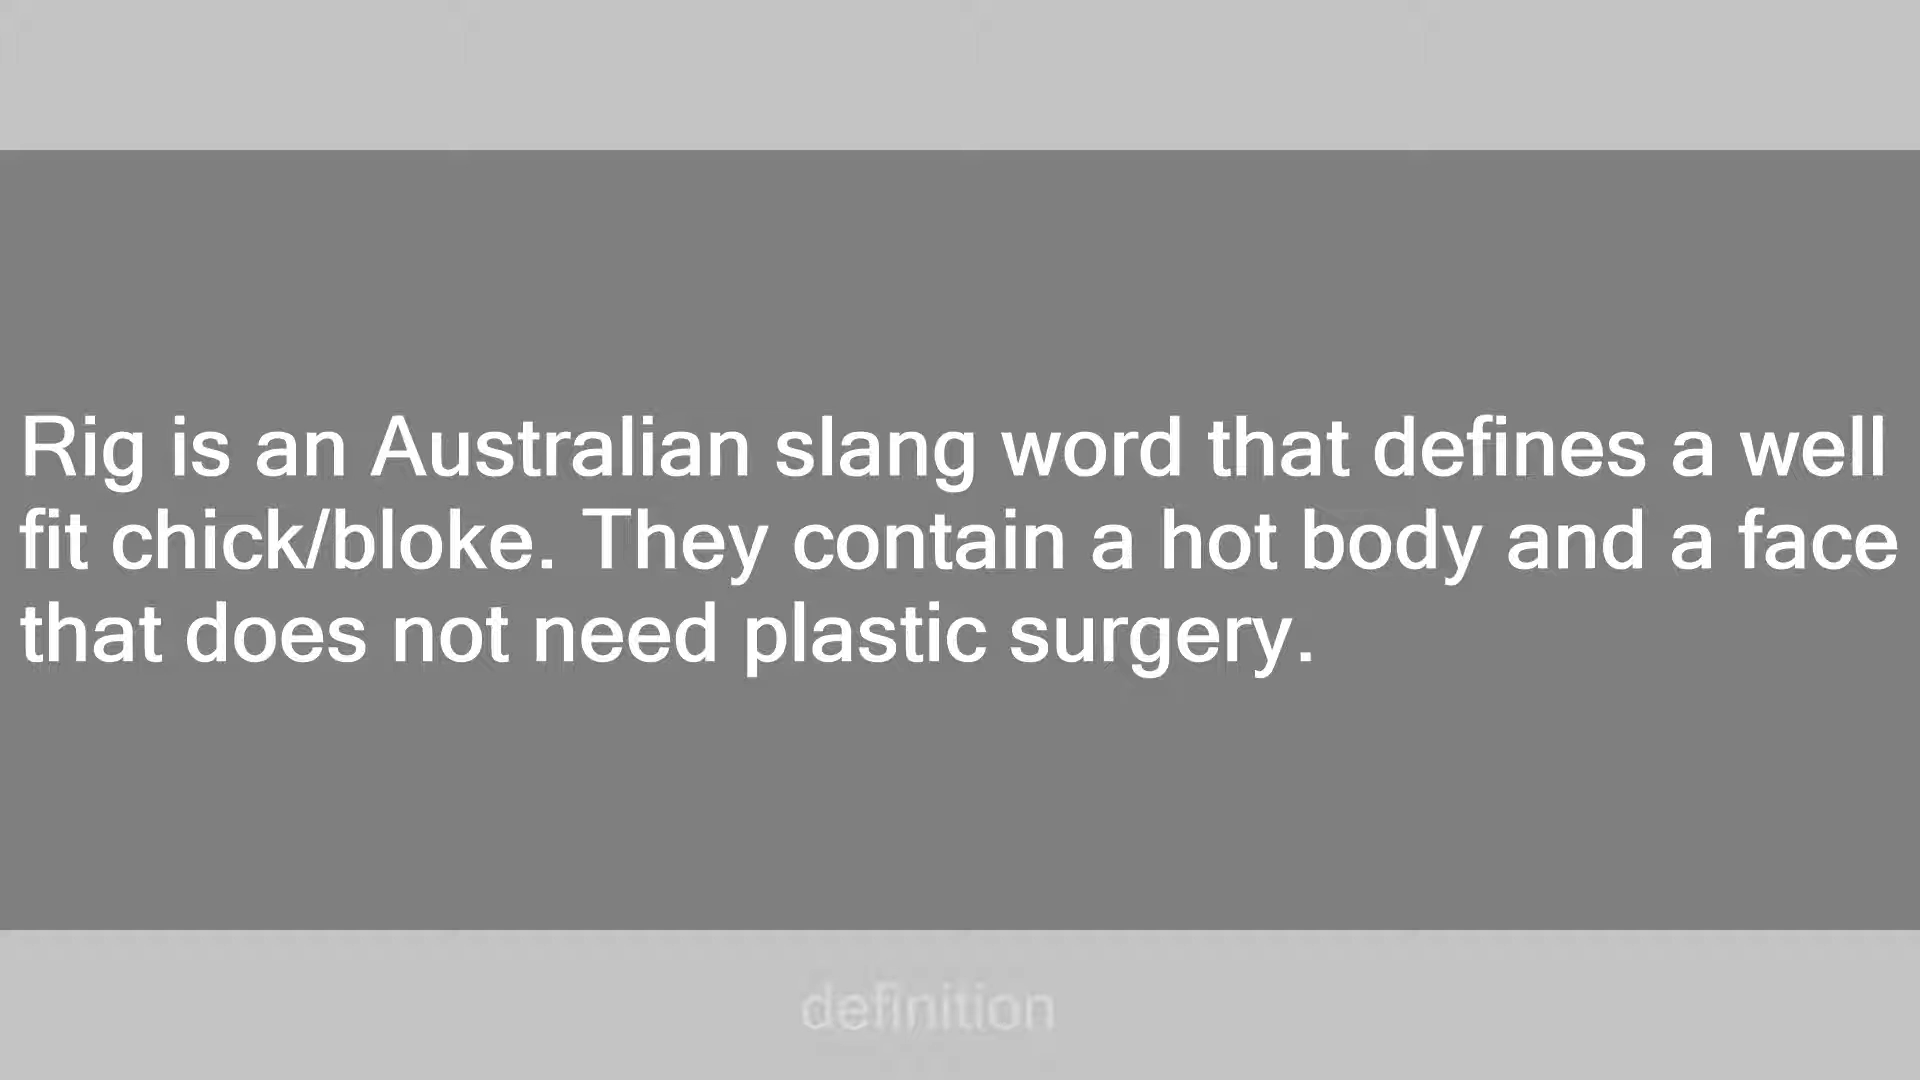 Rig is an Australian slang word that defines a well
fit chick/bloke. They contain a hot body and a face
that does not need plastic surgery.
definition